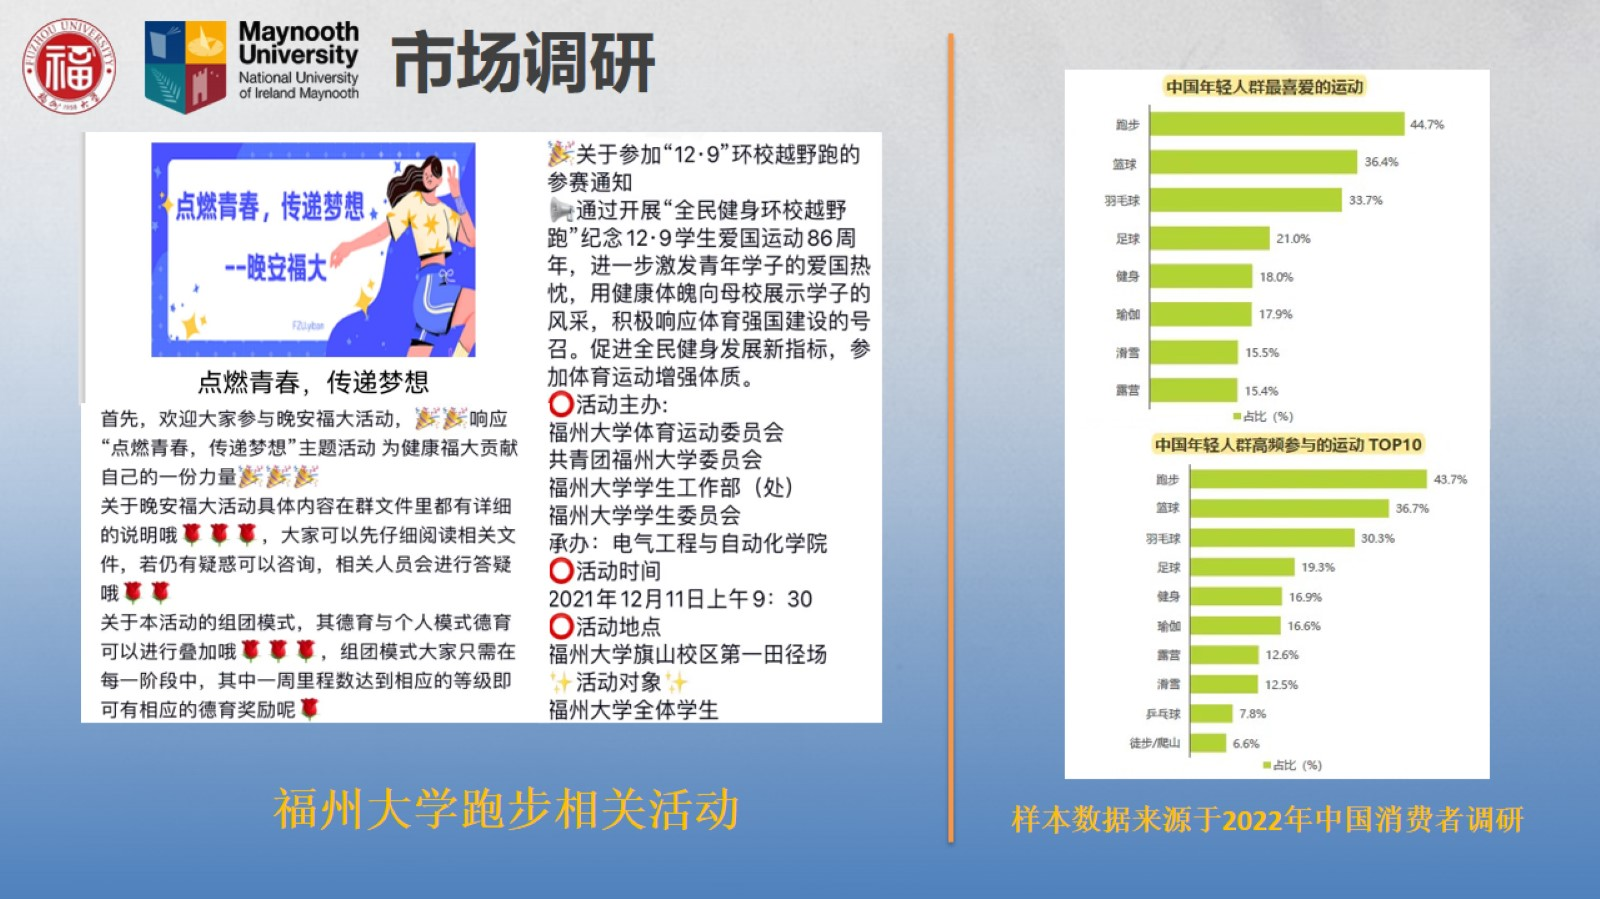 FUZHOU UNIVERSITY
福
福州大学
1958
Maynooth
University
National University
of Ireland Maynooth
市场调研
点燃青春，传递梦想
--晚安福大
FZUyiban
点燃青春，传递梦想
首先，欢迎大家参与晚安福大活动，🎉🎉响应
“点燃青春，传递梦想”主题活动 为健康福大贡献
自己的一份力量🎉🎉🎉
关于晚安福大活动具体内容在群文件里都有详细
的说明哦🌹🌹🌹，大家可以先仔细阅读相关文
件，若仍有疑惑可以咨询，相关人员会进行答疑
哦🌹🌹
关于本活动的组团模式，其德育与个人模式德育
可以进行叠加哦🌹🌹🌹，组团模式大家只需在
每一阶段中，其中一周里程数达到相应的等级即
可有相应的德育奖励呢🌹
🎉关于参加“12·9”环校越野跑的
参赛通知
📢通过开展“全民健身环校越野
跑”纪念12·9学生爱国运动86周
年，进一步激发青年学子的爱国热
忱，用健康体魄向母校展示学子的
风采，积极响应体育强国建设的号
召。促进全民健身发展新指标，参
加体育运动增强体质。
⭕活动主办:
福州大学体育运动委员会
共青团福州大学委员会
福州大学学生工作部（处）
福州大学学生委员会
承办：电气工程与自动化学院
⭕活动时间
2021年12月11日上午9：30
⭕活动地点
福州大学旗山校区第一田径场
✨活动对象✨
福州大学全体学生
福州大学跑步相关活动
中国年轻人群最喜爱的运动
跑步 44.7%
篮球 36.4%
羽毛球 33.7%
足球 21.0%
健身 18.0%
瑜伽 17.9%
滑雪 15.5%
露营 15.4%
占比（%）
中国年轻人群高频参与的运动 TOP10
跑步 43.7%
篮球 36.7%
羽毛球 30.3%
足球 19.3%
健身 16.9%
瑜伽 16.6%
露营 12.6%
滑雪 12.5%
乒乓球 7.8%
徒步/爬山 6.6%
占比（%）
样本数据来源于2022年中国消费者调研